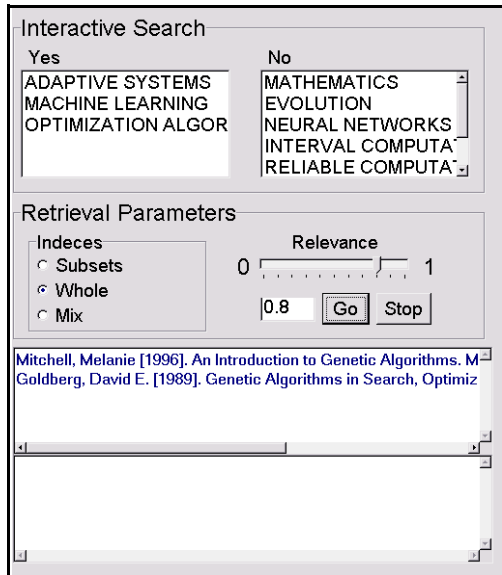 Interactive Search
Yes
No
ADAPTIVE SYSTEMS
MACHINE LEARNING
OPTIMIZATION ALGOR
MATHEMATICS
EVOLUTION
NEURAL NETWORKS
INTERVAL COMPUTAT
RELIABLE COMPUTAT
Retrieval Parameters
Indeces
Subsets
Whole
Mix
Relevance
0 1
0.8 Go Stop
Mitchell, Melanie [1996]. An Introduction to Genetic Algorithms. M
Goldberg, David E. [1989]. Genetic Algorithms in Search, Optimiz